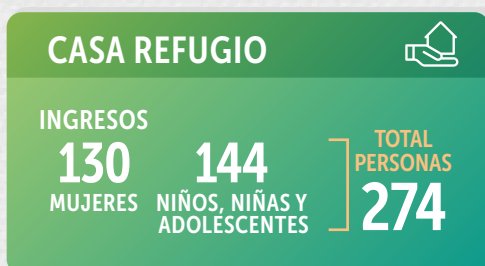 CASA REFUGIO
INGRESOS
130
MUJERES
144
NIÑOS, NIÑAS Y
ADOLESCENTES
TOTAL
PERSONAS
274